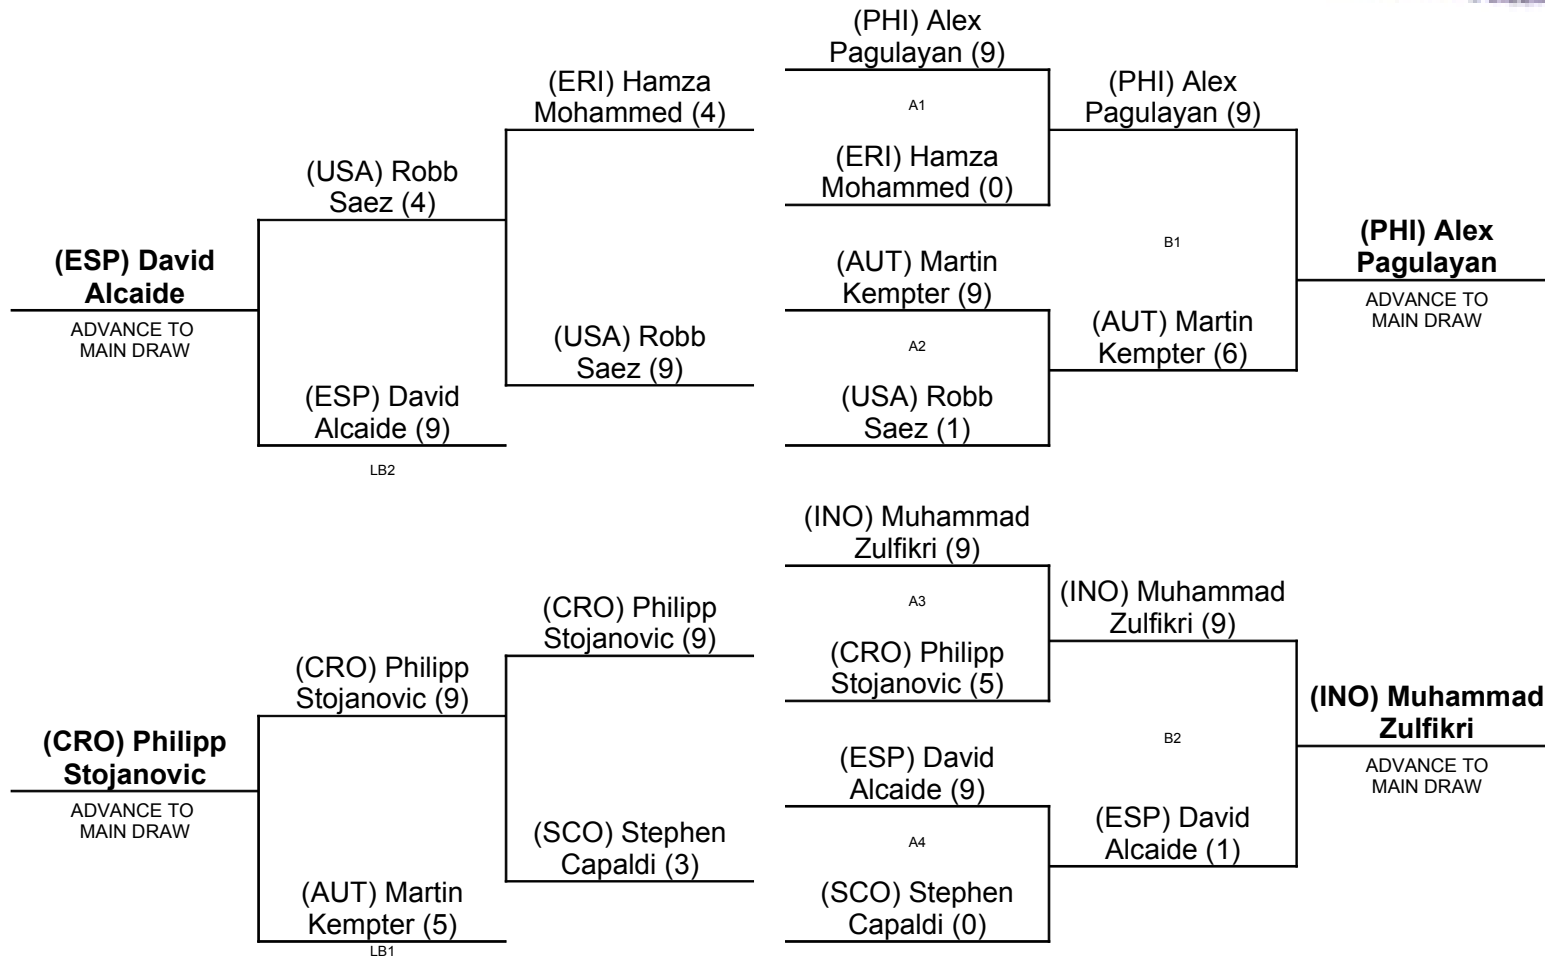 (PHI) Alex
Pagulayan (9)
(ERI) Hamza
Mohammed (4)
(PHI) Alex
Pagulayan (9)
A1
(USA) Robb
Saez (4)
(ERI) Hamza
Mohammed (0)
(ESP) David
Alcaide
ADVANCE TO
MAIN DRAW
(AUT) Martin
Kempter (9)
B1
(PHI) Alex
Pagulayan
ADVANCE TO
MAIN DRAW
(USA) Robb
Saez (9)
A2
(AUT) Martin
Kempter (6)
(ESP) David
Alcaide (9)
LB2
(USA) Robb
Saez (1)
(INO) Muhammad
Zulfikri (9)
(CRO) Philipp
Stojanovic (9)
A3
(INO) Muhammad
Zulfikri (9)
(CRO) Philipp
Stojanovic (9)
(CRO) Philipp
Stojanovic (5)
(CRO) Philipp
Stojanovic
ADVANCE TO
MAIN DRAW
(ESP) David
Alcaide (9)
B2
(INO) Muhammad
Zulfikri
ADVANCE TO
MAIN DRAW
(SCO) Stephen
Capaldi (3)
A4
(ESP) David
Alcaide (1)
(AUT) Martin
Kempter (5)
LB1
(SCO) Stephen
Capaldi (0)